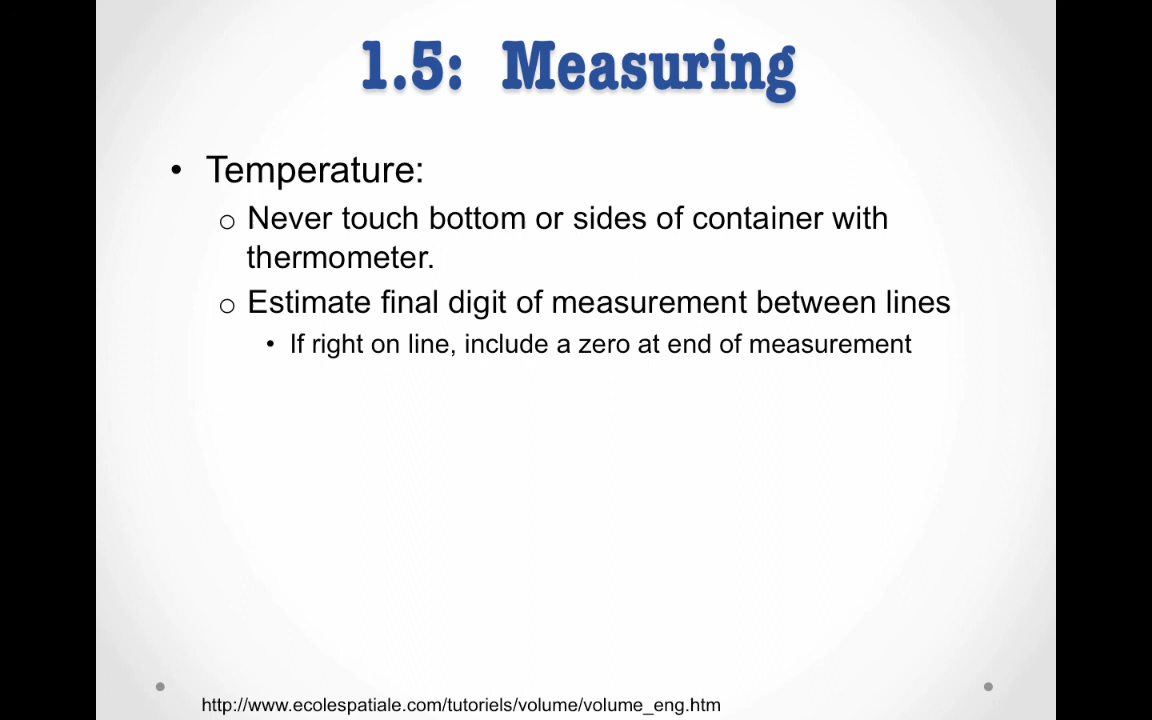 1.5: Measuring
• Temperature:
o Never touch bottom or sides of container with
thermometer.
o Estimate final digit of measurement between lines
• If right on line, include a zero at end of measurement
http://www.ecolespatiale.com/tutoriels/volume/volume_eng.htm